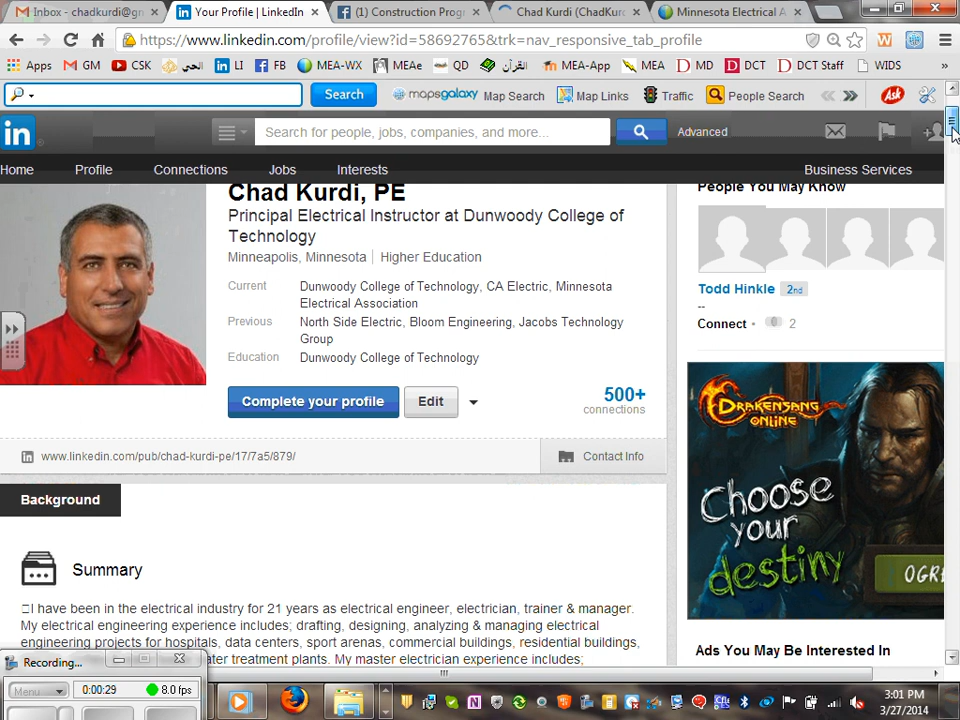 Inbox - chadkurdi@gn
Your Profile | LinkedIn
(1) Construction Progr
Chad Kurdi (ChadKurc
Minnesota Electrical A
https://www.linkedin.com/profile/view?id=58692765&trk=nav_responsive_tab_profile
Apps GM CSK الحي LI FB MEA-WX MEAe QD القرآن MEA-App MEA MD DCT DCT Staff WIDS »
Search mapsgalaxy Map Search Map Links Traffic People Search Ask
in Search for people, jobs, companies, and more... Advanced
Home Profile Connections Jobs Interests Business Services
Chad Kurdi, PE
Principal Electrical Instructor at Dunwoody College of
Technology
Minneapolis, Minnesota | Higher Education
Current Dunwoody College of Technology, CA Electric, Minnesota
Electrical Association
Previous North Side Electric, Bloom Engineering, Jacobs Technology
Group
Education Dunwoody College of Technology
Complete your profile Edit 500+
connections
www.linkedin.com/pub/chad-kurdi-pe/17/7a5/879/ Contact Info
Background
Summary
I have been in the electrical industry for 21 years as electrical engineer, electrician, trainer & manager.
My electrical engineering experience includes; drafting, designing, analyzing & managing electrical
engineering projects for hospitals, data centers, sport arenas, commercial buildings, residential buildings,
ater treatment plants. My master electrician experience includes;
People You May Know
Todd Hinkle 2nd
--
Connect • 2
DRAKENSANG
ONLINE
Choose
your
destiny
OGR
Ads You May Be Interested In
Recording...
Menu 0:00:29 8.0 fps
3:01 PM
3/27/2014